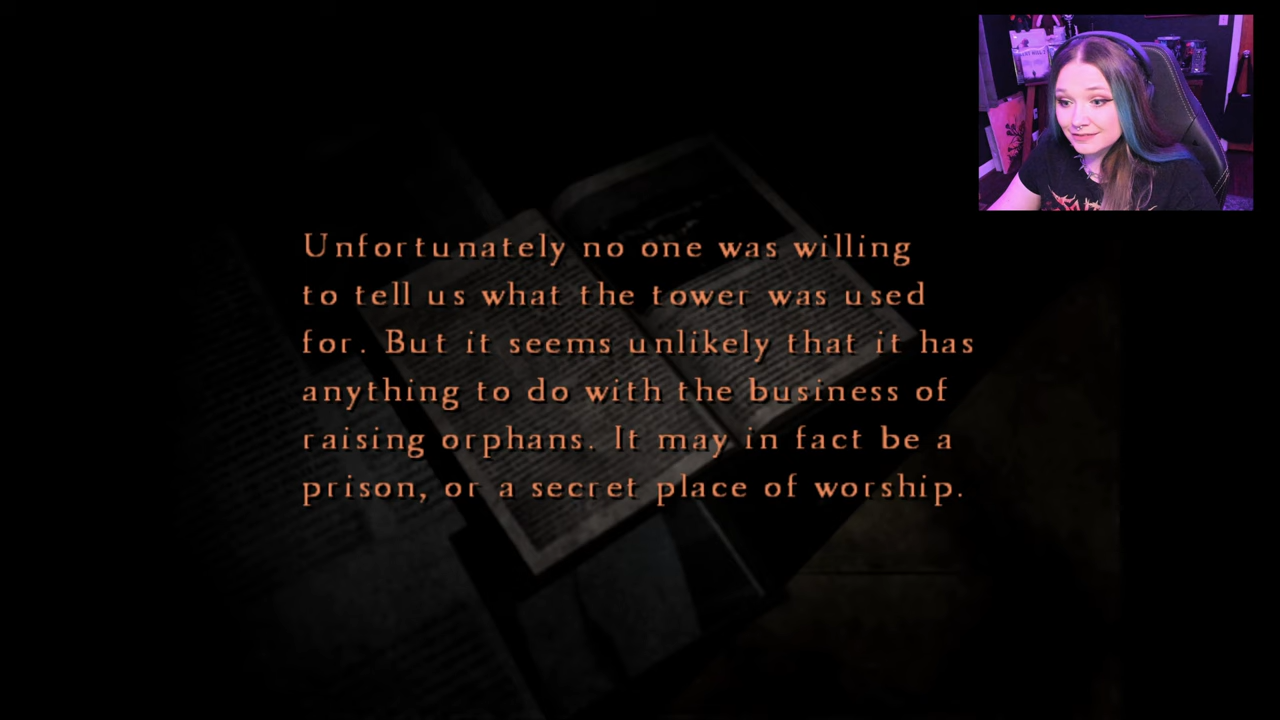 Unfortunately no one was willing
to tell us what the tower was used
for. But it seems unlikely that it has
anything to do with the business of
raising orphans. It may in fact be a
prison, or a secret place of worship.